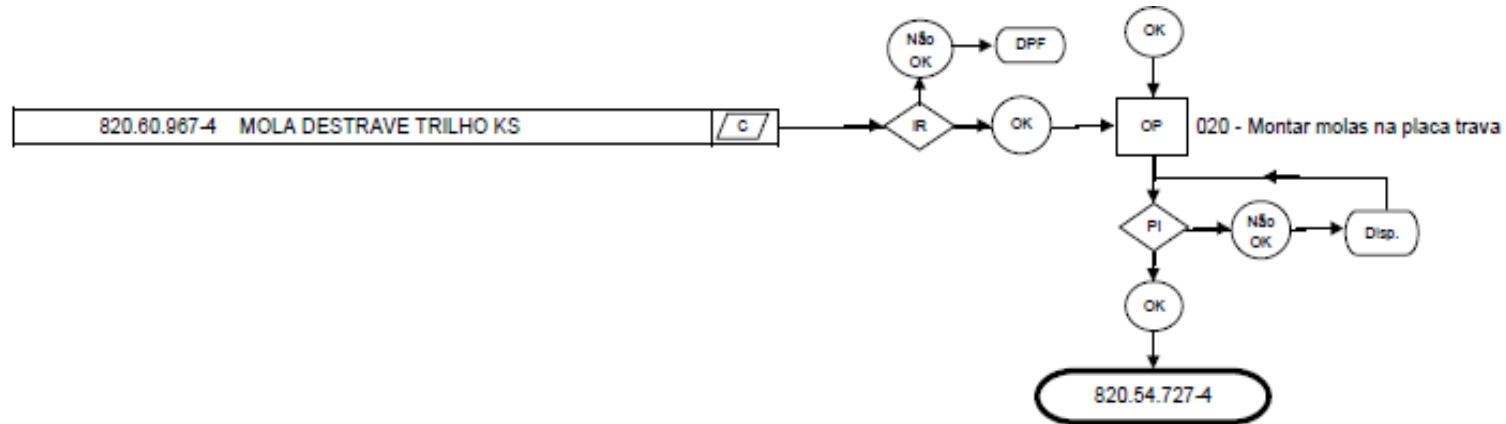 Não
OK
DPF
OK
820.60.967-4 MOLA DESTRAVE TRILHO KS
C
IR
OK
OP
020 - Montar molas na placa trava
PI
Não
OK
Disp.
OK
820.54.727-4